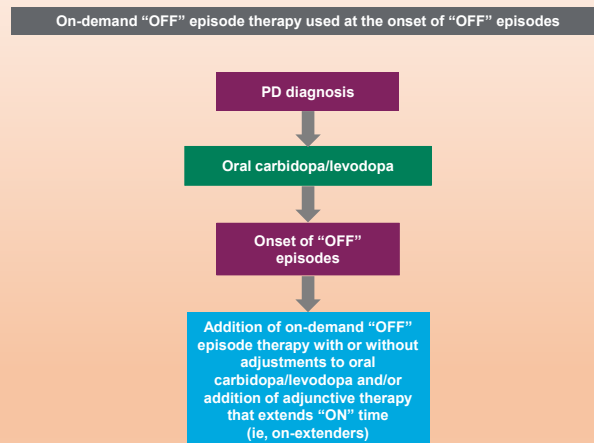 On-demand “OFF” episode therapy used at the onset of “OFF” episodes
PD diagnosis
Oral carbidopa/levodopa
Onset of “OFF”
episodes
Addition of on-demand “OFF”
episode therapy with or without
adjustments to oral
carbidopa/levodopa and/or
addition of adjunctive therapy
that extends “ON” time
(ie, on-extenders)